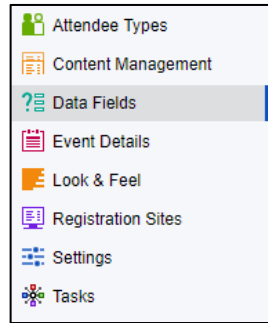 Attendee Types
Content Management
Data Fields
Event Details
Look & Feel
Registration Sites
Settings
Tasks